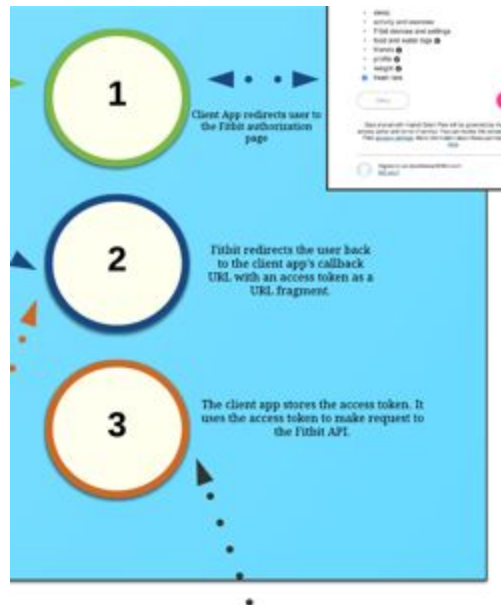 sleep
activity and exercise
Fitbit devices and settings
food and water logs
friends
profile
weight
heart rate
1
Client App redirects user to
the Fitbit authorization
page
2
Fitbit redirects the user back
to the client app's callback
URL with an access token as a
URL fragment.
3
The client app stores the access token. It
uses the access token to make request to
the Fitbit API.